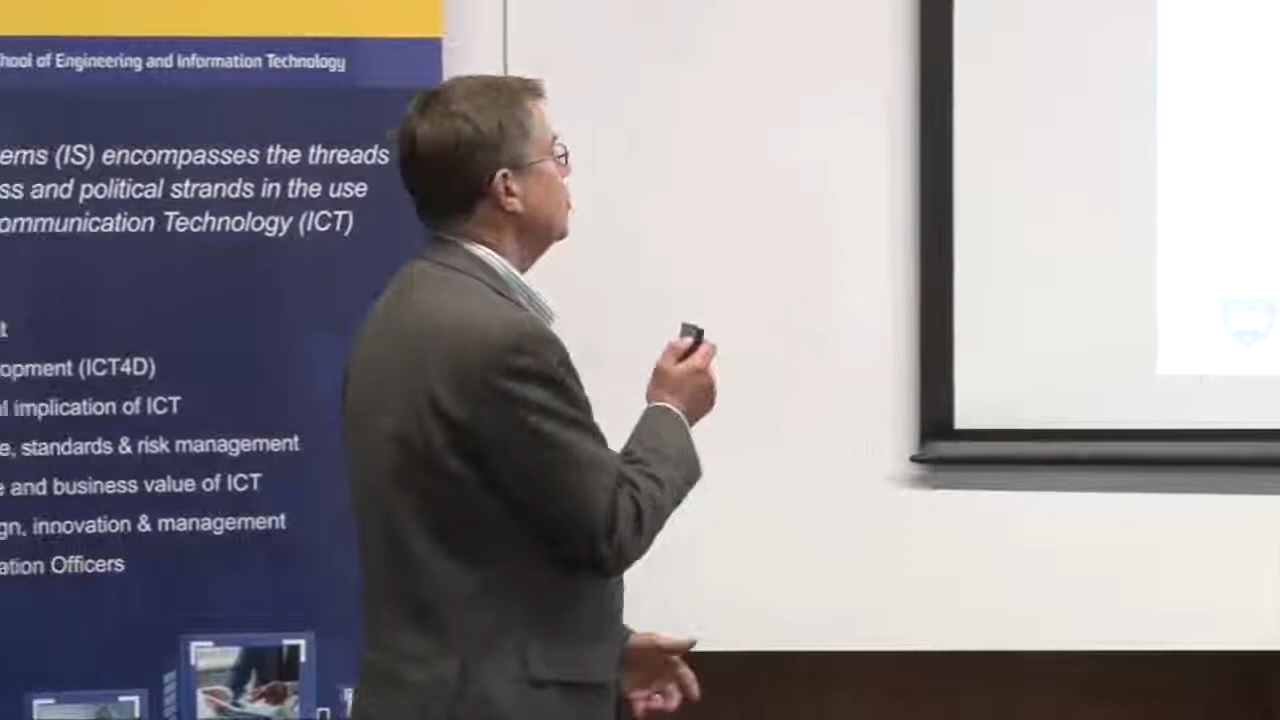 hool of Engineering and Information Technology
ems (IS) encompasses the threads
ss and political strands in the use
ommunication Technology (ICT)
t
opment (ICT4D)
l implication of ICT
e, standards & risk management
e and business value of ICT
gn, innovation & management
ation Officers